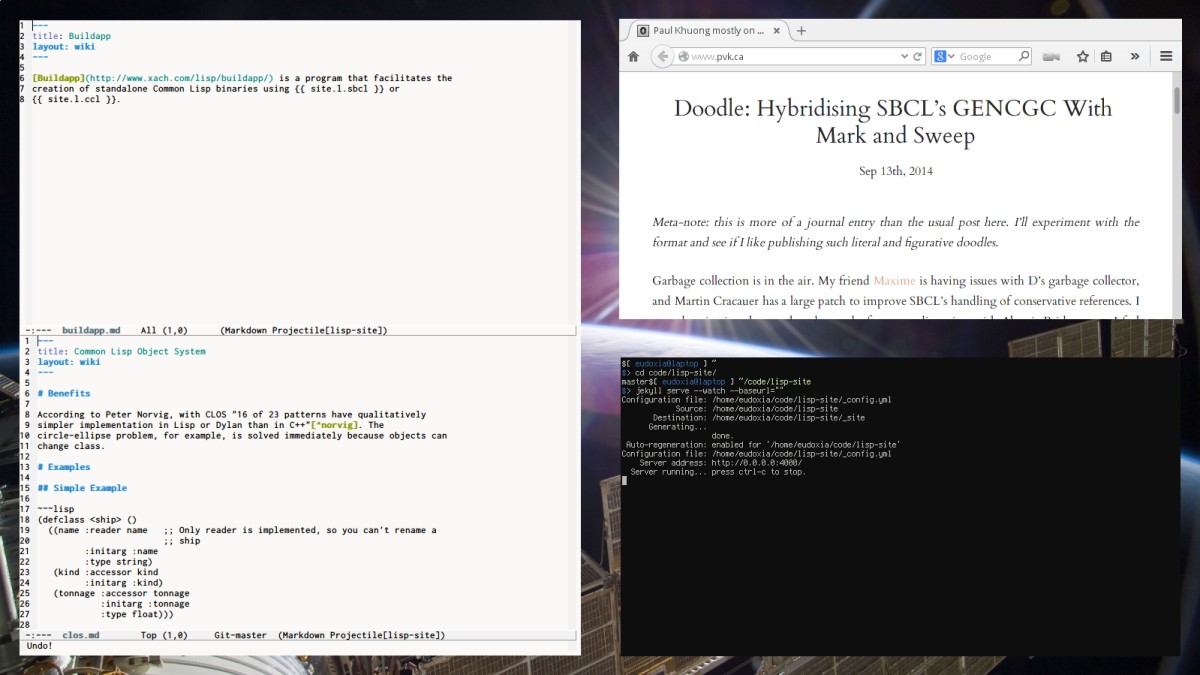 1 ---
2 title: Buildapp
3 layout: wiki
4 ---
5
6 [Buildapp](http://www.xach.com/lisp/buildapp/) is a program that facilitates the
7 creation of standalone Common Lisp binaries using {{ site.l.sbcl }} or
8 {{ site.l.ccl }}.
-:--- buildapp.md All (1,0) (Markdown Projectile[lisp-site])
1 ---
2 title: Common Lisp Object System
3 layout: wiki
4 ---
5
6 # Benefits
7
8 According to Peter Norvig, with CLOS "16 of 23 patterns have qualitatively
9 simpler implementation in Lisp or Dylan than in C++"[^norvig]. The
10 circle-ellipse problem, for example, is solved immediately because objects can
11 change class.
12
13 # Examples
14
15 ## Simple Example
16
17 ~~~lisp
18 (defclass <ship> ()
19 ((name :reader name ;; Only reader is implemented, so you can't rename a
20 ;; ship
21 :initarg :name
22 :type string)
23 (kind :accessor kind
24 :initarg :kind)
25 (tonnage :accessor tonnage
26 :initarg :tonnage
27 :type float)))
28
-:--- clos.md Top (1,0) Git-master (Markdown Projectile[lisp-site])
Undo!
Paul Khuong mostly on ...
www.pvk.ca
Google
Doodle: Hybridising SBCL's GENCGC With
Mark and Sweep
Sep 13th, 2014
Meta-note: this is more of a journal entry than the usual post here. I'll experiment with the
format and see if I like publishing such literal and figurative doodles.
Garbage collection is in the air. My friend Maxime is having issues with D's garbage collector,
and Martin Cracauer has a large patch to improve SBCL's handling of conservative references. I
$[ eudoxia@laptop ] ~
$> cd code/lisp-site/
master$[ eudoxia@laptop ] ~/code/lisp-site
$> jekyll serve --watch --baseurl=""
Configuration file: /home/eudoxia/code/lisp-site/_config.yml
Source: /home/eudoxia/code/lisp-site
Destination: /home/eudoxia/code/lisp-site/_site
Generating...
done.
Auto-regeneration: enabled for '/home/eudoxia/code/lisp-site'
Configuration file: /home/eudoxia/code/lisp-site/_config.yml
Server address: http://0.0.0.0:4000/
Server running... press ctrl-c to stop.